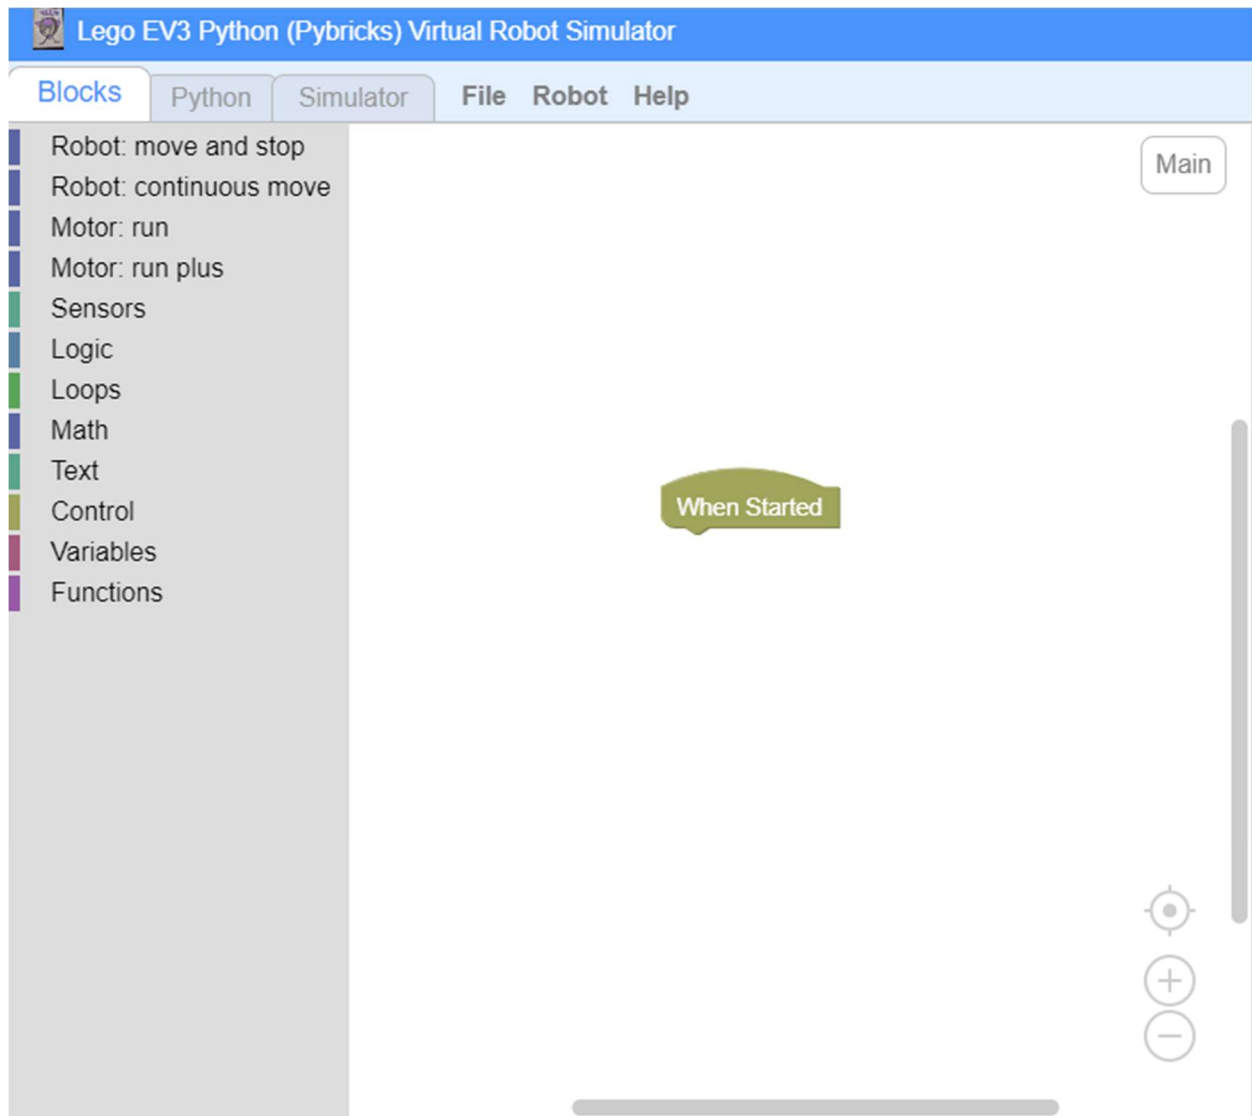 Lego EV3 Python (Pybricks) Virtual Robot Simulator
Blocks Python Simulator File Robot Help
Robot: move and stop
Robot: continuous move
Motor: run
Motor: run plus
Sensors
Logic
Loops
Math
Text
Control
Variables
Functions
Main
When Started